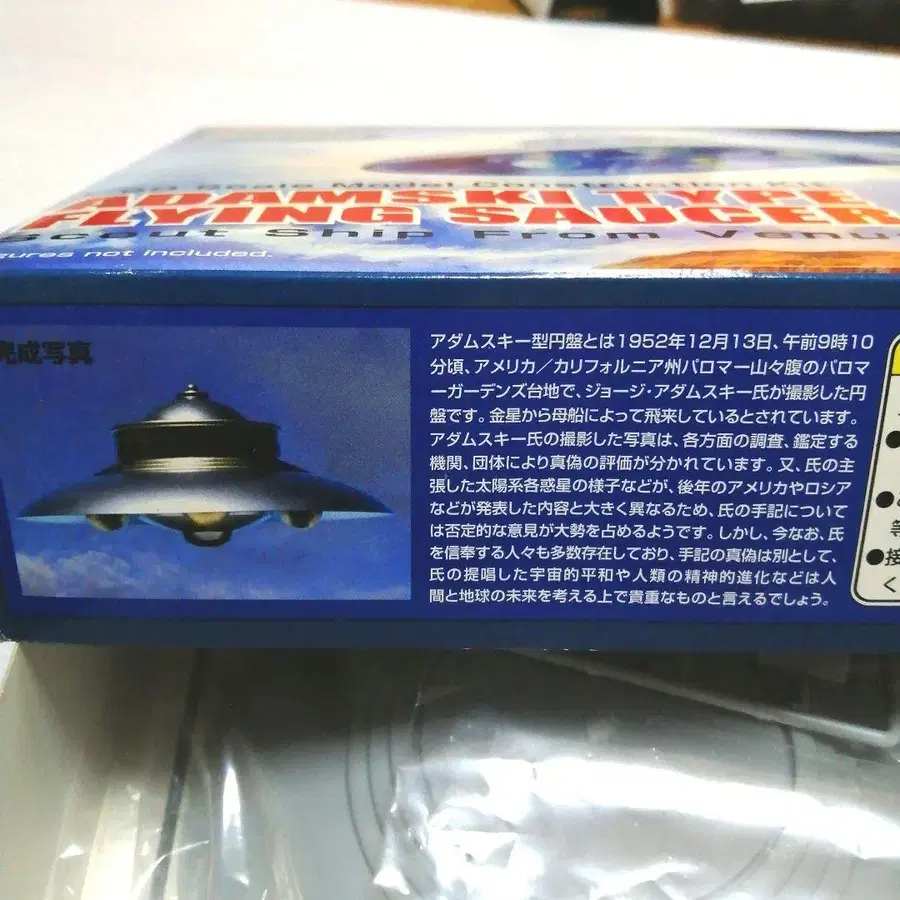 ADAMSKI TYPE
FLYING SAUCER
Scout Ship From Venu
ures not included.
完成写真
アダムスキー型円盤とは1952年12月13日、午前9時10
分頃、アメリカ／カリフォルニア州パロマー山々腹のパロマ
ーガーデンズ台地で、ジョージ・アダムスキー氏が撮影した円
盤です。金星から母船によって飛来しているとされています。
アダムスキー氏の撮影した写真は、各方面の調査、鑑定する
機関、団体により真偽の評価が分かれています。又、氏の主
張した太陽系各惑星の様子などが、後年のアメリカやロシア
などが発表した内容と大きく異なるため、氏の手記については
は否定的な意見が大勢を占めるようです。しかし、今なお、氏
を信奉する人々も多数存在しており、手記の真偽は別として、
氏の提唱した宇宙的平和や人類の精神的進化などは人
間と地球の未来を考える上で貴重なものと言えるでしょう。
等
●接
く